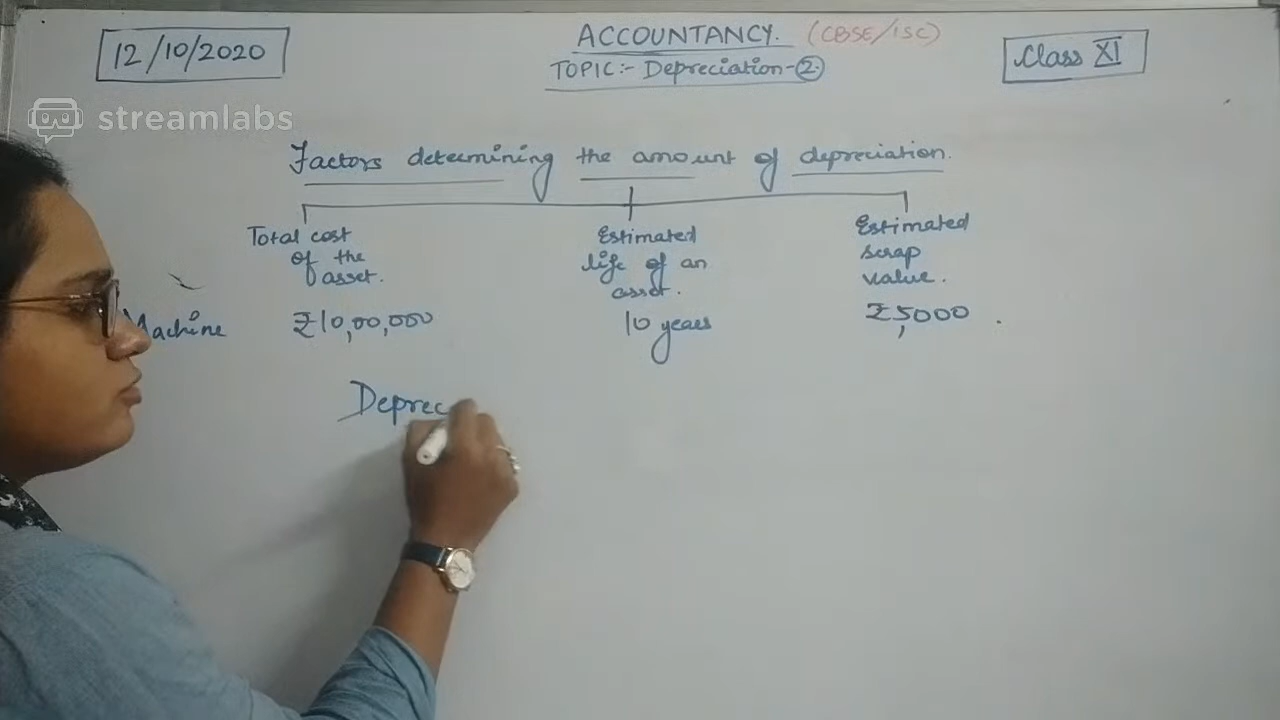 12/10/2020
ACCOUNTANCY. (CBSE/ISC)
TOPIC:- Depreciation-②
Class XI
streamlabs
Factors determining the amount of depreciation.
Total cost
of the
asset.
Estimated
life of an
asset.
Estimated
scrap
value.
Machine ₹10,00,000 10 years ₹5,000
Deprec